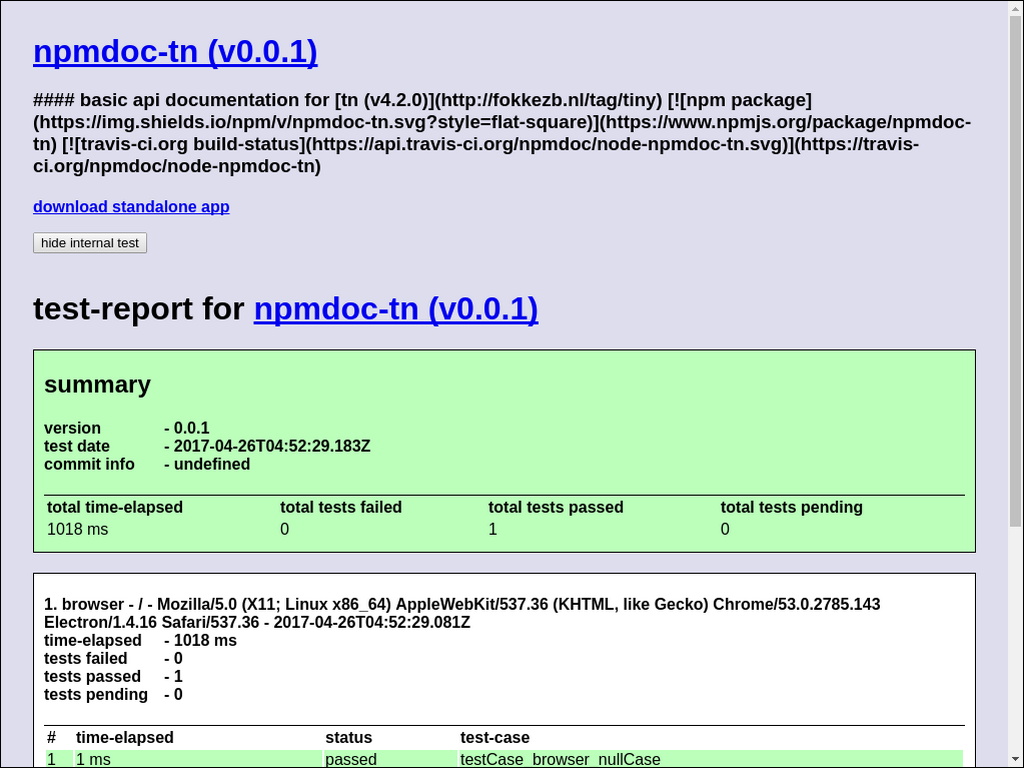 npmdoc-tn (v0.0.1)
#### basic api documentation for [tn (v4.2.0)](http://fokkezb.nl/tag/tiny) [![npm package]
(https://img.shields.io/npm/v/npmdoc-tn.svg?style=flat-square)](https://www.npmjs.org/package/npmdoc-
tn) [![travis-ci.org build-status](https://api.travis-ci.org/npmdoc/node-npmdoc-tn.svg)](https://travis-
ci.org/npmdoc/node-npmdoc-tn)
download standalone app
hide internal test
test-report for npmdoc-tn (v0.0.1)
summary
version - 0.0.1
test date - 2017-04-26T04:52:29.183Z
commit info - undefined
total time-elapsed total tests failed total tests passed total tests pending
1018 ms 0 1 0
1. browser - / - Mozilla/5.0 (X11; Linux x86_64) AppleWebKit/537.36 (KHTML, like Gecko) Chrome/53.0.2785.143
Electron/1.4.16 Safari/537.36 - 2017-04-26T04:52:29.081Z
time-elapsed - 1018 ms
tests failed - 0
tests passed - 1
tests pending - 0
# time-elapsed status test-case
1 1 ms passed testCase_browser_nullCase